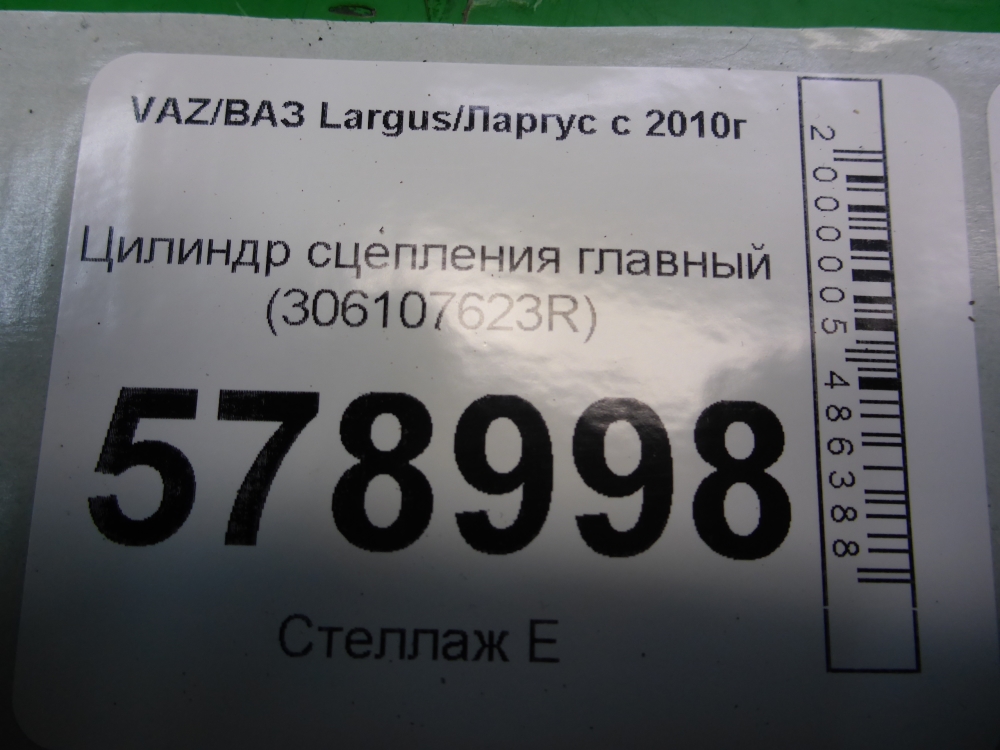 VAZ/ВАЗ Largus/Ларгус с 2010г
Цилиндр сцепления главный
(306107623R)
578998
Стеллаж Е
2000005486388